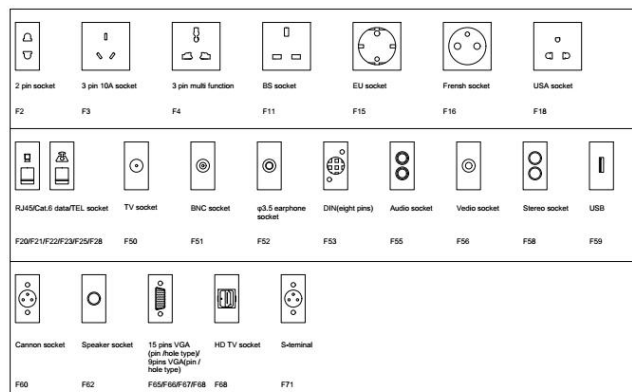 2 pin socket 3 pin 10A socket 3 pin multi function BS socket EU socket Frensh socket USA socket
F2 F3 F4 F11 F15 F16 F18
RJ45/Cat.6 data/TEL socket TV socket BNC socket φ3.5 earphone socket DIN(eight pins) Audio socket Vedio socket Stereo socket USB
F20/F21/F22/F23/F25/F28 F50 F51 F52 F53 F55 F56 F58 F59
Cannon socket Speaker socket 15 pins VGA (pin /hole type)/ 9pins VGA(pin / hole type) HD TV socket S•teminal
F60 F62 F65/F66/F67/F68 F68 F71